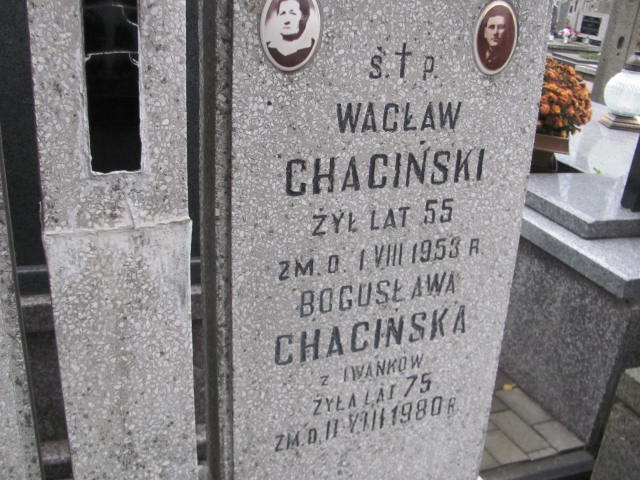 Ś.†P.
WACŁAW
CHACIŃSKI
ŻYŁ LAT 55
ZM. D. 1 VIII 1953 R
BOGUSŁAWA
CHACIŃSKA
Z IWANKÓW
ŻYŁA LAT 75
ZM. D. 11 VIII 1980 R.